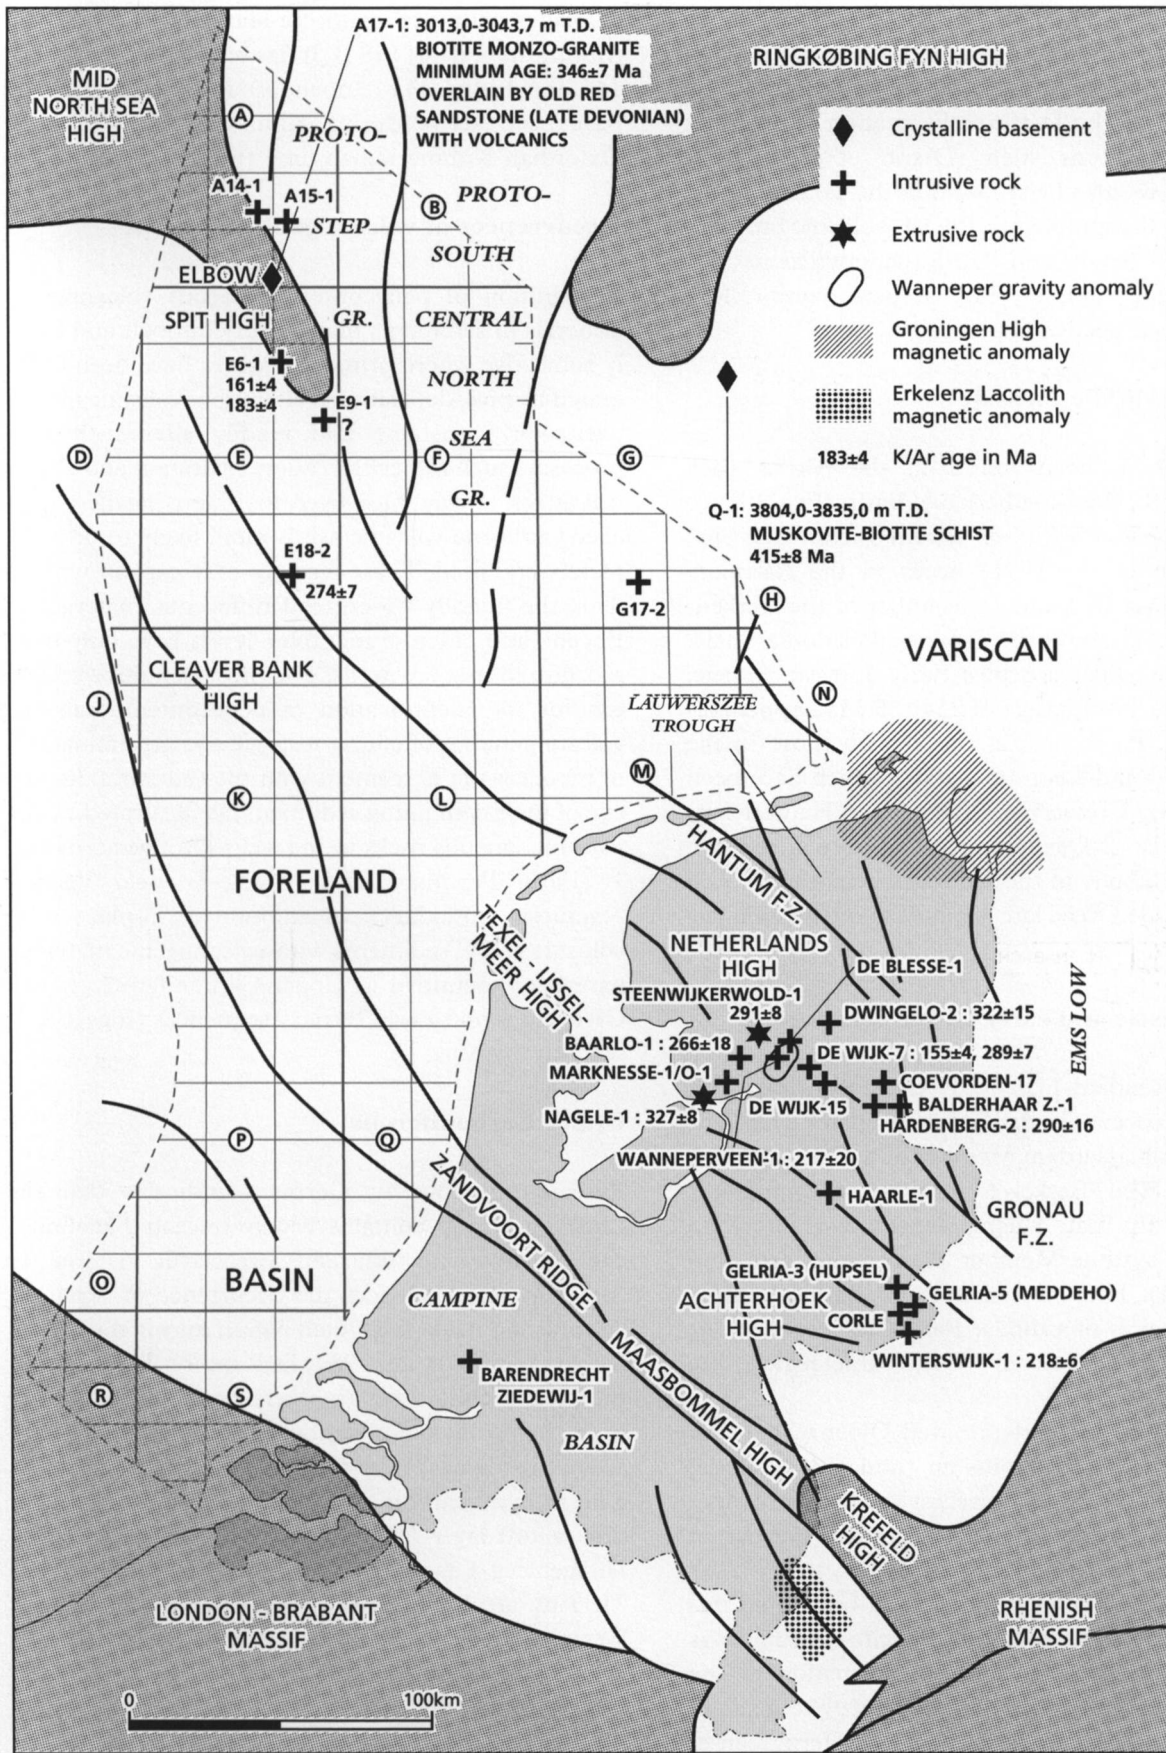 A17-1: 3013,0-3043,7 m T.D.
BIOTITE MONZO-GRANITE
MINIMUM AGE: 346±7 Ma
OVERLAIN BY OLD RED
SANDSTONE (LATE DEVONIAN)
WITH VOLCANICS
RINGKØBING FYN HIGH
MID
NORTH SEA
HIGH
Crystalline basement
Intrusive rock
Extrusive rock
Wanneper gravity anomaly
Groningen High
magnetic anomaly
Erkelenz Laccolith
magnetic anomaly
183±4 K/Ar age in Ma
A
PROTO-
STEP
GR.
A14-1
A15-1
B
PROTO-
SOUTH
CENTRAL
NORTH
SEA
GR.
ELBOW
SPIT HIGH
E6-1
161±4
183±4
E9-1
?
D
E
F
G
Q-1: 3804,0-3835,0 m T.D.
MUSKOVITE-BIOTITE SCHIST
415±8 Ma
E18-2
274±7
G17-2
H
VARISCAN
CLEAVER BANK
HIGH
J
LAUWERSZEE
TROUGH
N
M
K
L
HANTUM F.Z.
FORELAND
TEXEL - IJSSEL-
MEER HIGH
NETHERLANDS
HIGH
DE BLESSE-1
STEENWIJKERWOLD-1
291±8
DWINGELO-2 : 322±15
EMS LOW
BAARLO-1 : 266±18
DE WIJK-7 : 155±4, 289±7
MARKNESSE-1/O-1
COEVORDEN-17
NAGELE-1 : 327±8
DE WIJK-15
BALDERHAAR Z.-1
HARDENBERG-2 : 290±16
P
Q
WANNEPERVEEN-1 : 217±20
ZANDVOORT RIDGE
HAARLE-1
GRONAU
F.Z.
O
BASIN
CAMPINE
GELRIA-3 (HUPSEL)
GELRIA-5 (MEDDEHO)
ACHTERHOEK
HIGH
CORLE
WINTERSWIJK-1 : 218±6
MAASBOMMEL HIGH
R
S
BARENDRECHT
ZIEDEWIJ-1
BASIN
KREFELD
HIGH
LONDON - BRABANT
MASSIF
RHENISH
MASSIF
0
100km